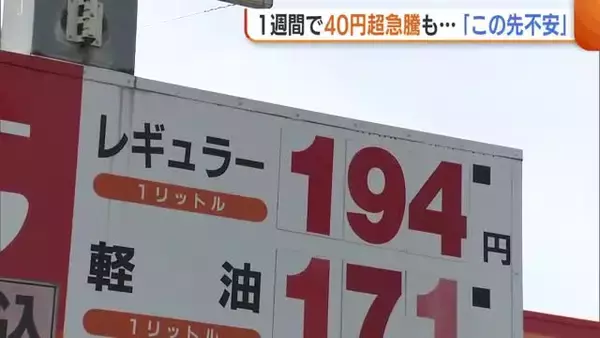 1週間で40円超急騰も…「この先不安」
レギュラー 194 円
1リットル
軽油 171
1リットル
込